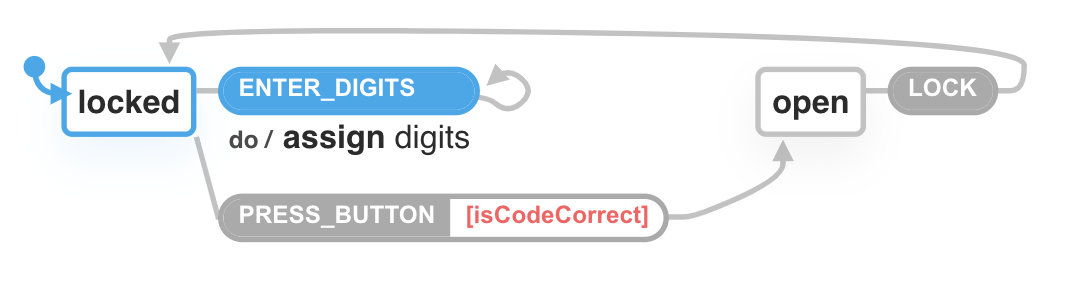 locked
ENTER_DIGITS
do / assign digits
PRESS_BUTTON [isCodeCorrect]
open
LOCK